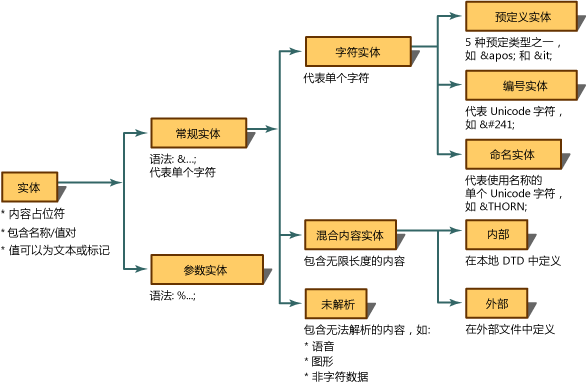 实体
* 内容占位符
* 包含名称/值对
* 值可以为文本或标记
常规实体
语法: &...;
代表单个字符
参数实体
语法: %...;
字符实体
代表单个字符
混合内容实体
包含无限长度的内容
未解析
包含无法解析的内容，如:
* 语音
* 图形
* 非字符数据
预定义实体
5 种预定类型之一，
如 &apos; 和 &it;
编号实体
代表 Unicode 字符，
如 &#241;
命名实体
代表使用名称的
单个 Unicode 字符，
如 &THORN;
内部
在本地 DTD 中定义
外部
在外部文件中定义